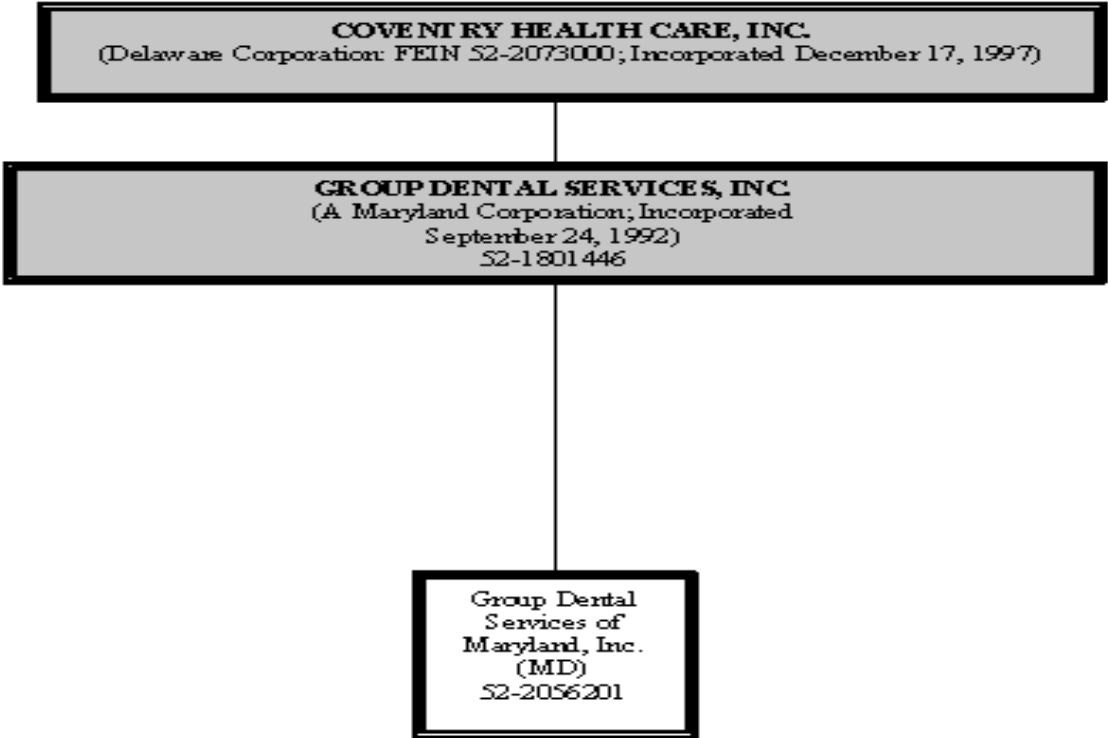 COVENTRY HEALTH CARE, INC.
(Delaware Corporation: FEIN 52-2073000; Incorporated December 17, 1997)
GROUP DENTAL SERVICES, INC.
(A Maryland Corporation; Incorporated
September 24, 1992)
52-1801446
Group Dental
Services of
Maryland, Inc.
(MD)
52-2056201